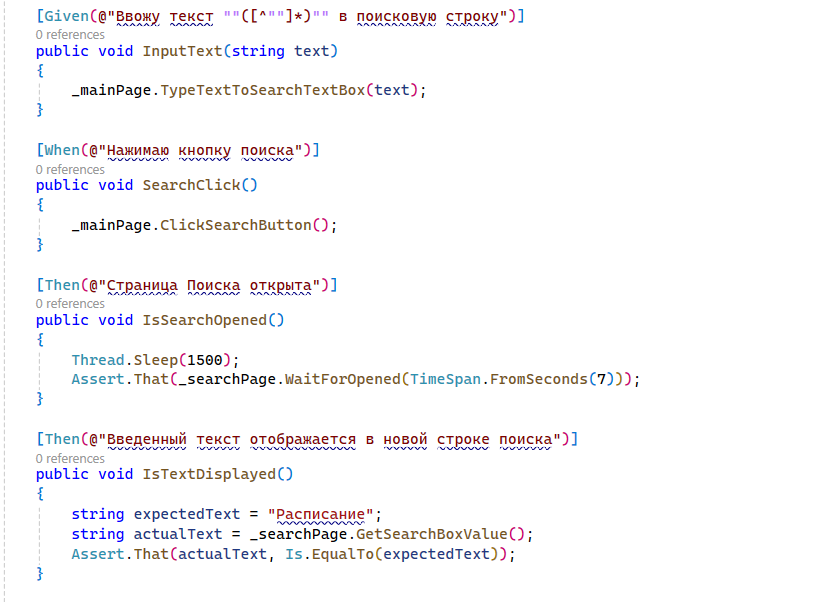 [Given(@"Ввожу текст ""([^""]*)"" в поисковую строку")]
0 references
public void InputText(string text)
{
_mainPage.TypeTextToSearchTextBox(text);
}
[When(@"Нажимаю кнопку поиска")]
0 references
public void SearchClick()
{
_mainPage.ClickSearchButton();
}
[Then(@"Страница Поиска открыта")]
0 references
public void IsSearchOpened()
{
Thread.Sleep(1500);
Assert.That(_searchPage.WaitForOpened(TimeSpan.FromSeconds(7)));
}
[Then(@"Введенный текст отображается в новой строке поиска")]
0 references
public void IsTextDisplayed()
{
string expectedText = "Расписание";
string actualText = _searchPage.GetSearchBoxValue();
Assert.That(actualText, Is.EqualTo(expectedText));
}